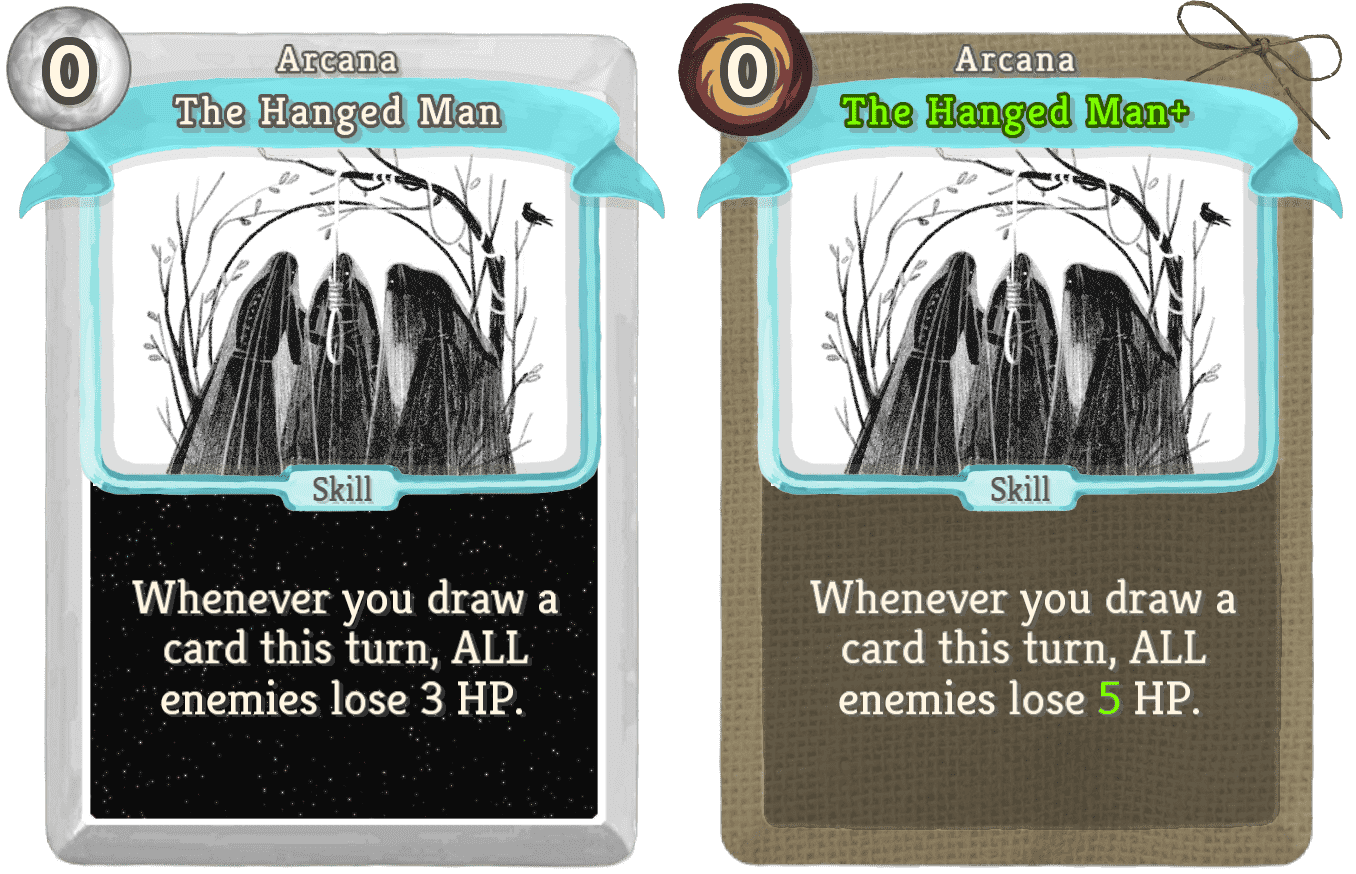 0
Arcana
The Hanged Man
Skill
Whenever you draw a
card this turn, ALL
enemies lose 3 HP.
0
Arcana
The Hanged Man+
Skill
Whenever you draw a
card this turn, ALL
enemies lose 5 HP.